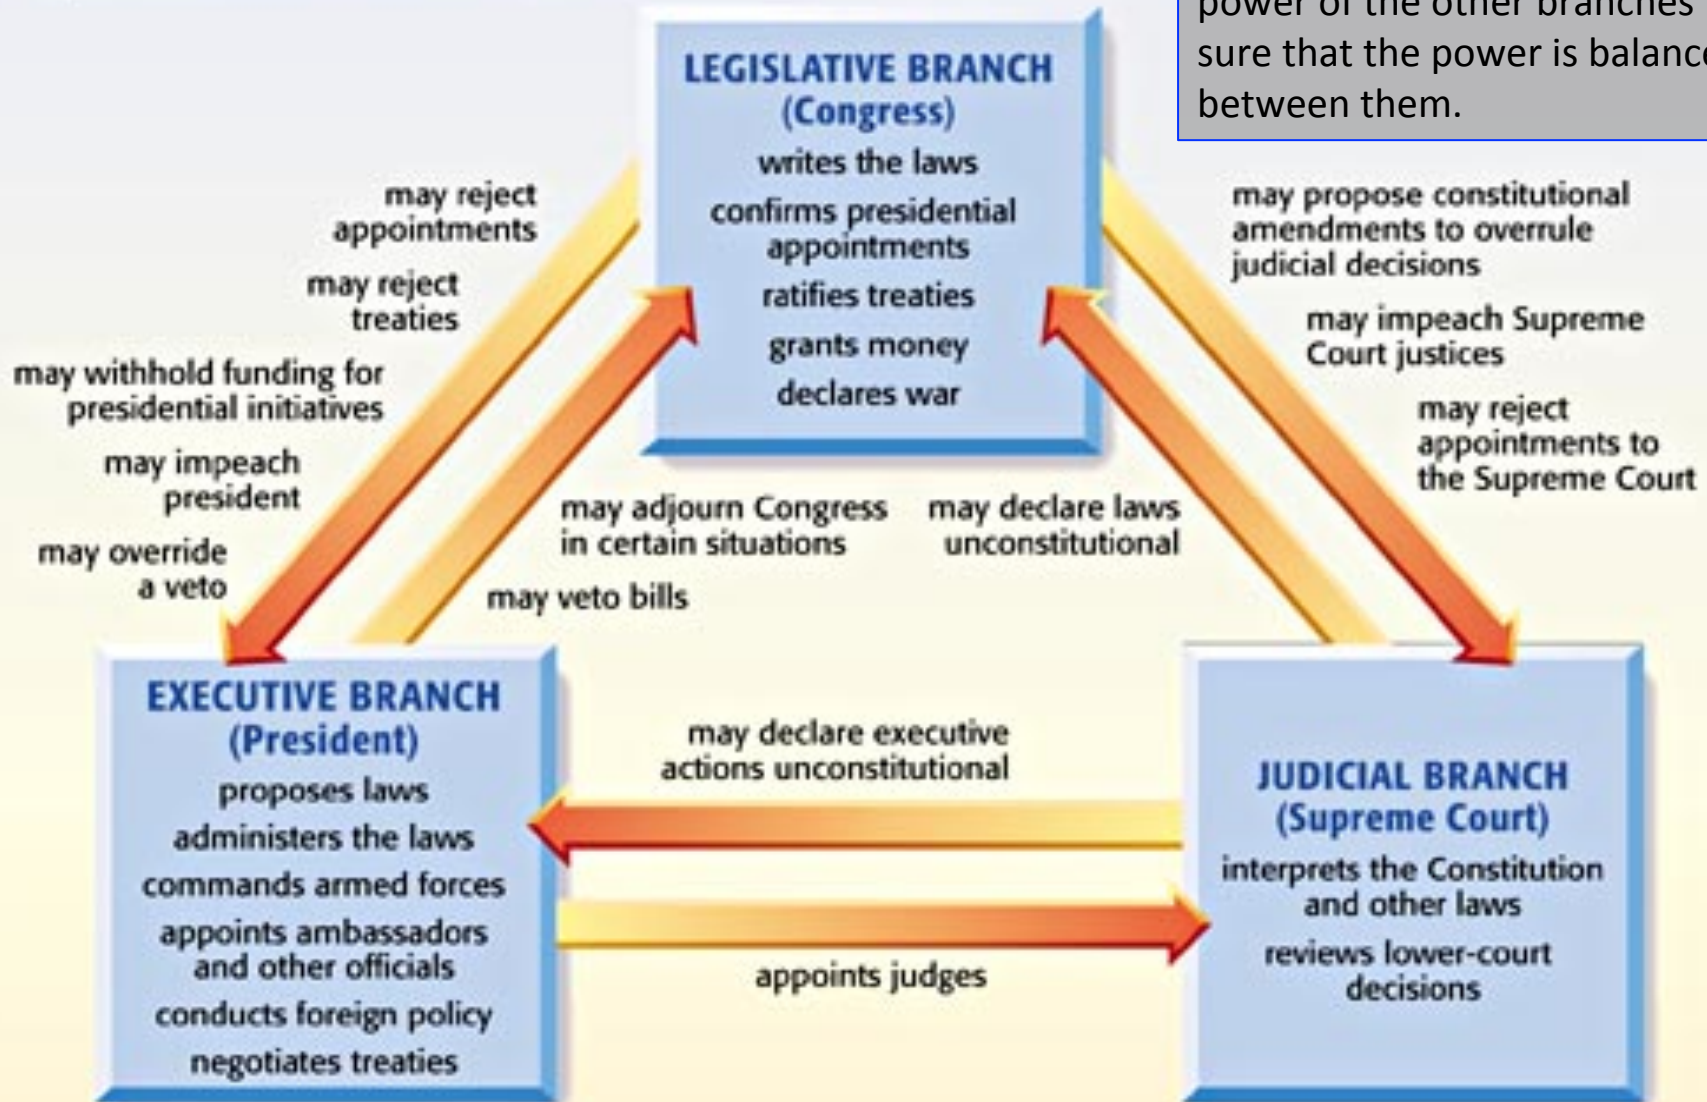 power of the other branches
sure that the power is balance
between them.
LEGISLATIVE BRANCH
(Congress)
writes the laws
confirms presidential
appointments
ratifies treaties
grants money
declares war
may reject
appointments
may reject
treaties
may withhold funding for
presidential initiatives
may impeach
president
may override
a veto
may adjourn Congress
in certain situations
may veto bills
may declare laws
unconstitutional
may propose constitutional
amendments to overrule
judicial decisions
may impeach Supreme
Court justices
may reject
appointments to
the Supreme Court
EXECUTIVE BRANCH
(President)
proposes laws
administers the laws
commands armed forces
appoints ambassadors
and other officials
conducts foreign policy
negotiates treaties
may declare executive
actions unconstitutional
appoints judges
JUDICIAL BRANCH
(Supreme Court)
interprets the Constitution
and other laws
reviews lower-court
decisions